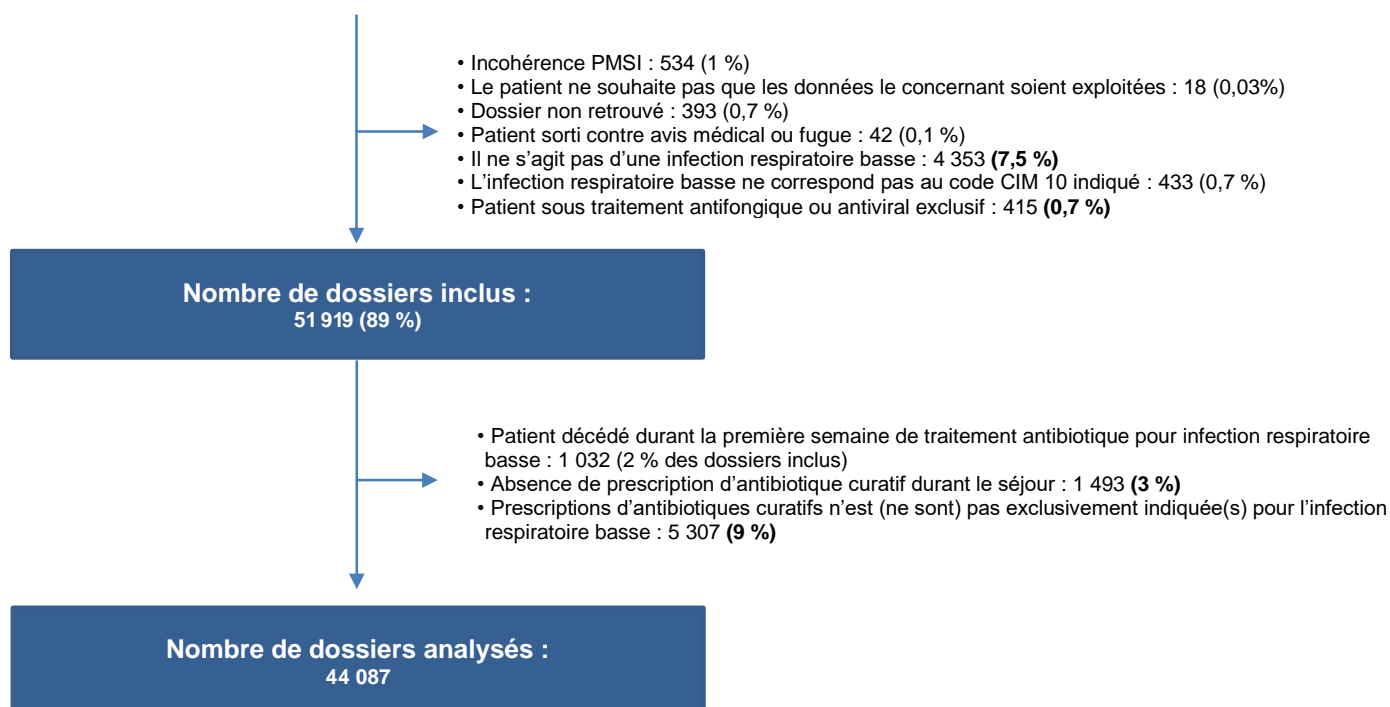 • Incohérence PMSI : 534 (1 %)
• Le patient ne souhaite pas que les données le concernant soient exploitées : 18 (0,03%)
• Dossier non retrouvé : 393 (0,7 %)
• Patient sorti contre avis médical ou fugue : 42 (0,1 %)
• Il ne s’agit pas d’une infection respiratoire basse : 4 353 (7,5 %)
• L’infection respiratoire basse ne correspond pas au code CIM 10 indiqué : 433 (0,7 %)
• Patient sous traitement antifongique ou antiviral exclusif : 415 (0,7 %)
Nombre de dossiers inclus :
51 919 (89 %)
• Patient décédé durant la première semaine de traitement antibiotique pour infection respiratoire
basse : 1 032 (2 % des dossiers inclus)
• Absence de prescription d’antibiotique curatif durant le séjour : 1 493 (3 %)
• Prescriptions d’antibiotiques curatifs n’est (ne sont) pas exclusivement indiquée(s) pour l’infection
respiratoire basse : 5 307 (9 %)
Nombre de dossiers analysés :
44 087